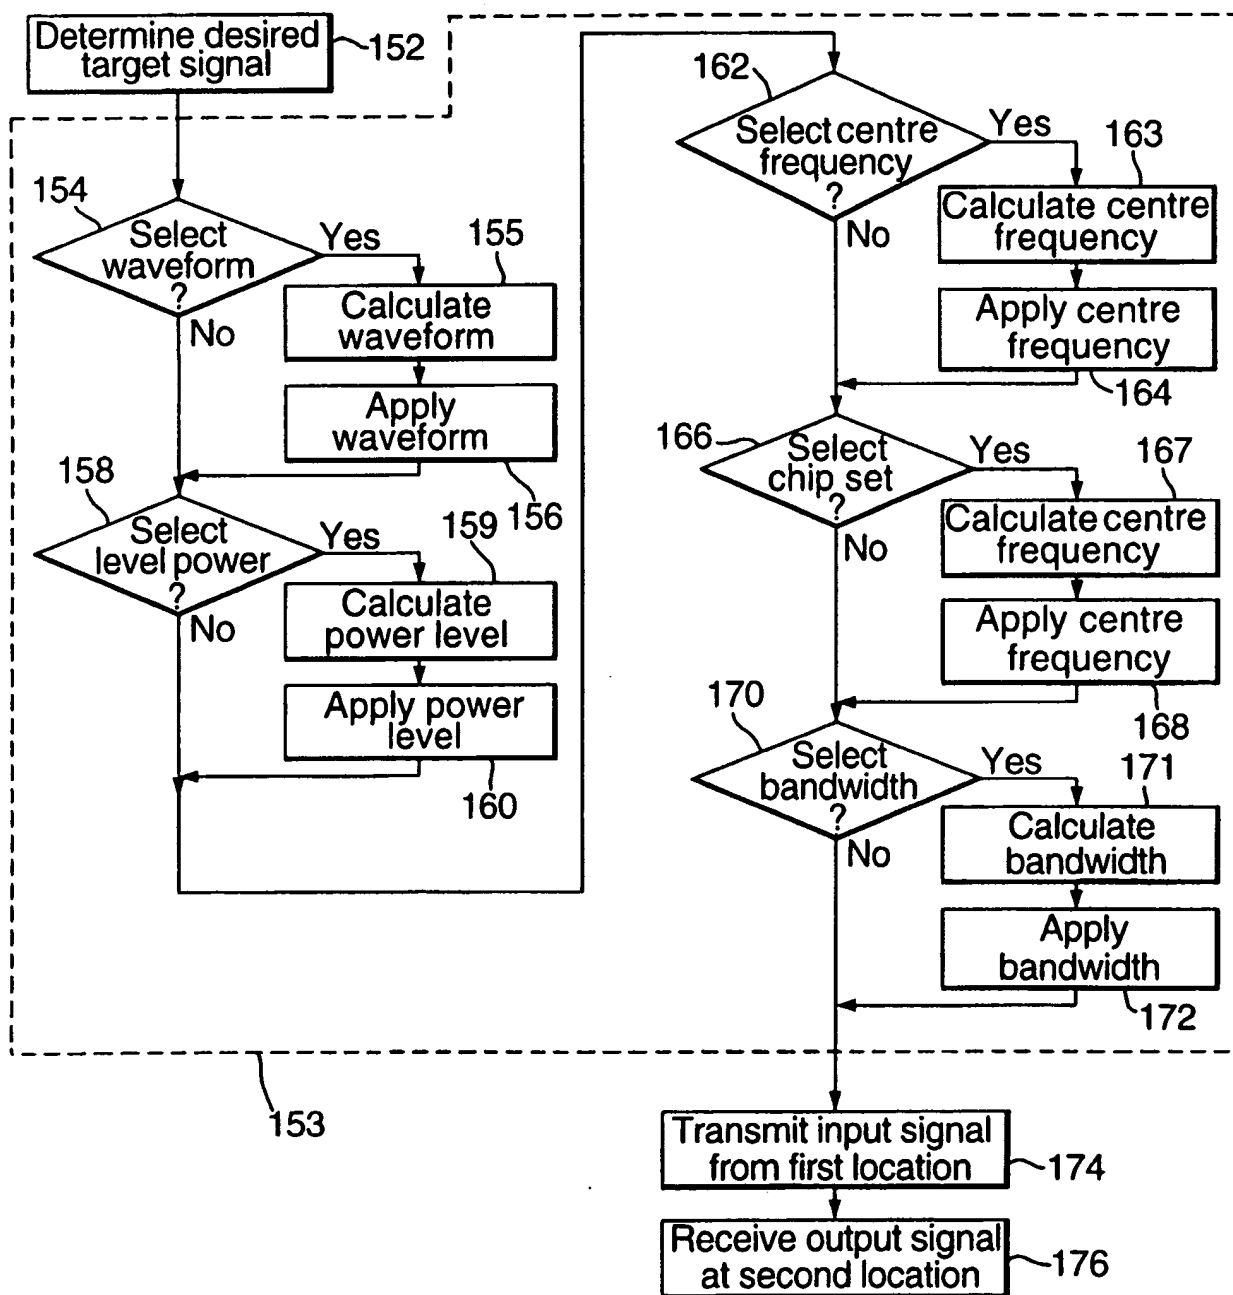 Determine desired
target signal
152
154
Select
waveform
?
Yes
No
155
Calculate
waveform
Apply
waveform
156
158
Select
level power
?
Yes
No
159
Calculate
power level
Apply power
level
160
153
162
Select centre
frequency
?
Yes
No
163
Calculate centre
frequency
Apply centre
frequency
164
166
Select
chip set
?
Yes
No
167
Calculate centre
frequency
Apply centre
frequency
168
170
Select
bandwidth
?
Yes
No
171
Calculate
bandwidth
Apply
bandwidth
172
Transmit input signal
from first location
174
Receive output signal
at second location
176